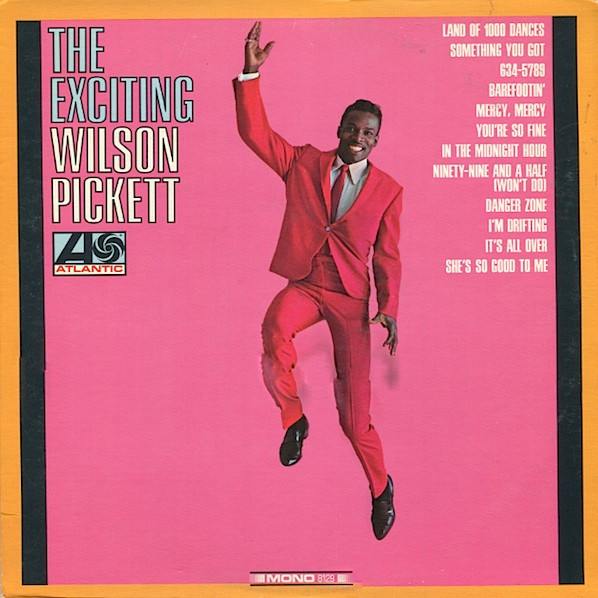 THE
EXCITING
WILSON
PICKETT
ATLANTIC
LAND OF 1000 DANCES
SOMETHING YOU GOT
634-5789
BAREFOOTIN'
MERCY, MERCY
YOU'RE SO FINE
IN THE MIDNIGHT HOUR
NINETY-NINE AND A HALF
(WON'T DO)
DANGER ZONE
I'M DRIFTING
IT'S ALL OVER
SHE'S SO GOOD TO ME
MONO 8129